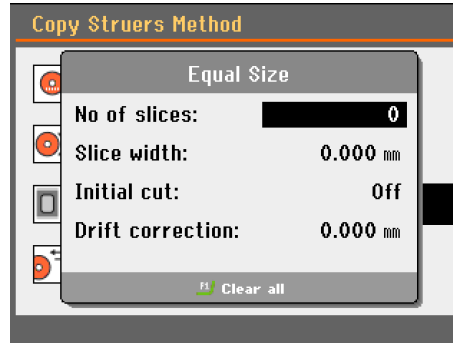 Copy Struers Method
Equal Size
No of slices: 0
Slice width: 0.000 mm
Initial cut: Off
Drift correction: 0.000 mm
F1 Clear all